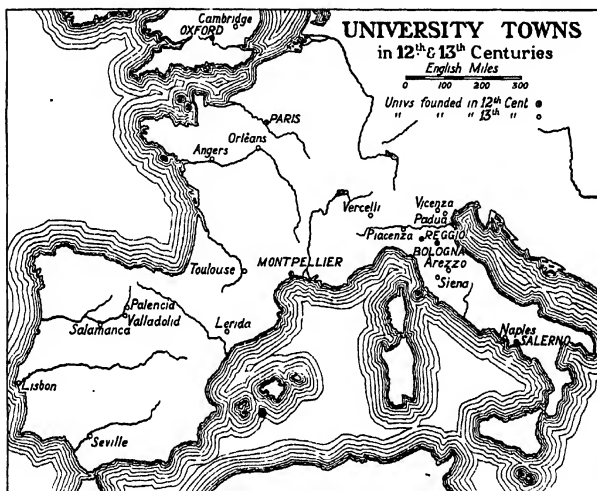 UNIVERSITY TOWNS
in 12th & 13th Centuries
English Miles
0 100 200 300
Univs founded in 12th Cent
" " " 13th "
Cambridge
OXFORD
PARIS
Orlêans
Angers
Vercelli
Vicenza
Padua
Piacenza
REGGIO
BOLOGNA
Arezzo
Siena
MONTPELLIER
Toulouse
Palencia
Valladolid
Salamanca
Lerida
Naples
SALERNO
Lisbon
Seville